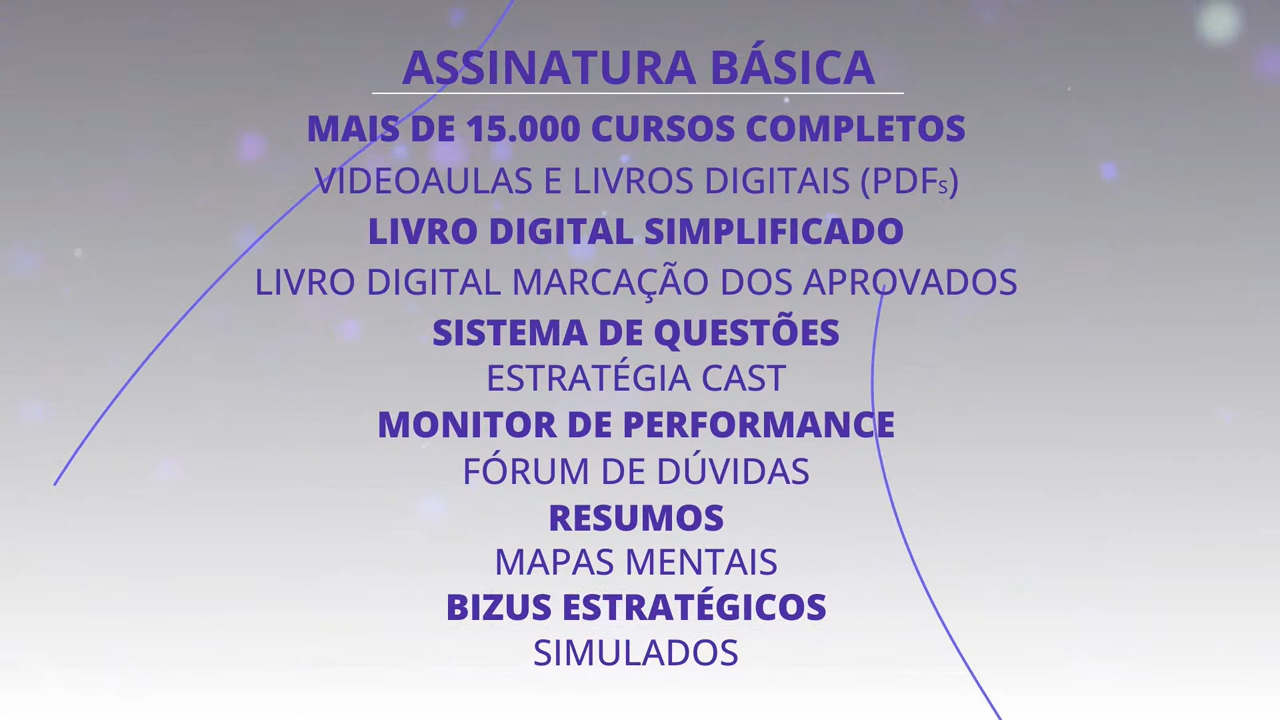 ASSINATURA BÁSICA
MAIS DE 15.000 CURSOS COMPLETOS
VIDEOAULAS E LIVROS DIGITAIS (PDFs)
LIVRO DIGITAL SIMPLIFICADO
LIVRO DIGITAL MARCAÇÃO DOS APROVADOS
SISTEMA DE QUESTÕES
ESTRATÉGIA CAST
MONITOR DE PERFORMANCE
FÓRUM DE DÚVIDAS
RESUMOS
MAPAS MENTAIS
BIZUS ESTRATÉGICOS
SIMULADOS